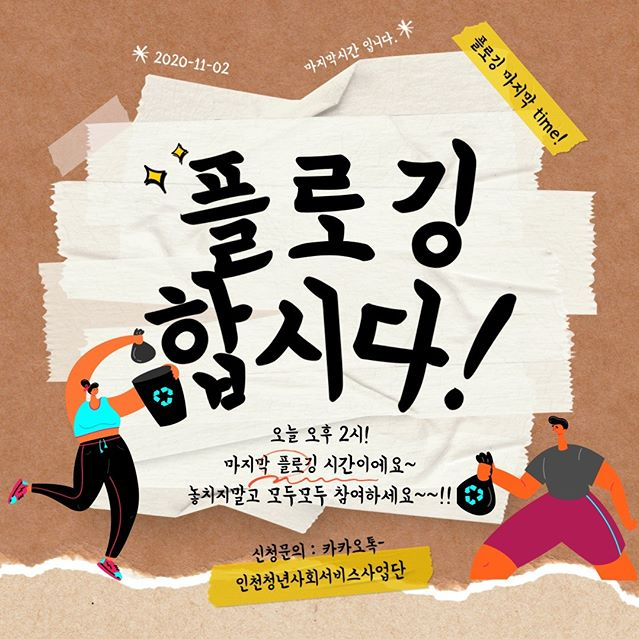 2020-11-02
마지막시간 입니다.
플로깅 마지막 time!
플로깅
합시다!
오늘 오후 2시!
마지막 플로깅 시간이에요~
놓치지말고 모두모두 참여하세요~~!!
신청문의 : 카카오톡-
인천청년사회서비스사업단